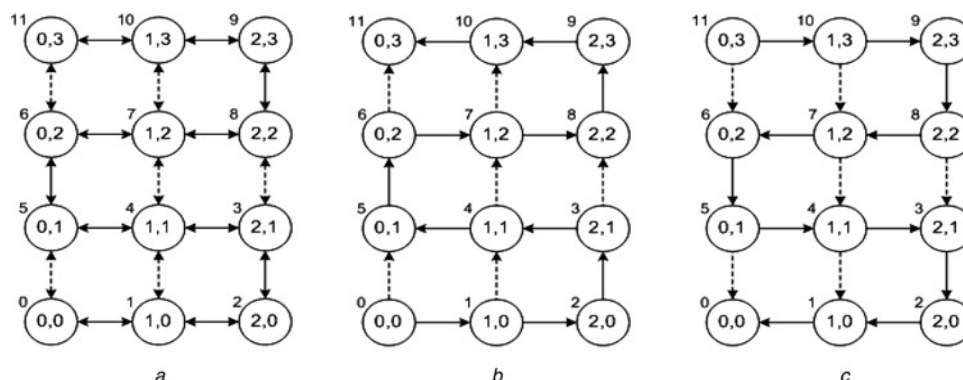 11 10 9 11 10 9 11 10 9
0,3 1,3 2,3 0,3 1,3 2,3 0,3 1,3 2,3
6 7 8 6 7 8 6 7 8
0,2 1,2 2,2 0,2 1,2 2,2 0,2 1,2 2,2
5 4 3 5 4 3 5 4 3
0,1 1,1 2,1 0,1 1,1 2,1 0,1 1,1 2,1
0 1 2 0 1 2 0 1 2
0,0 1,0 2,0 0,0 1,0 2,0 0,0 1,0 2,0
a b c